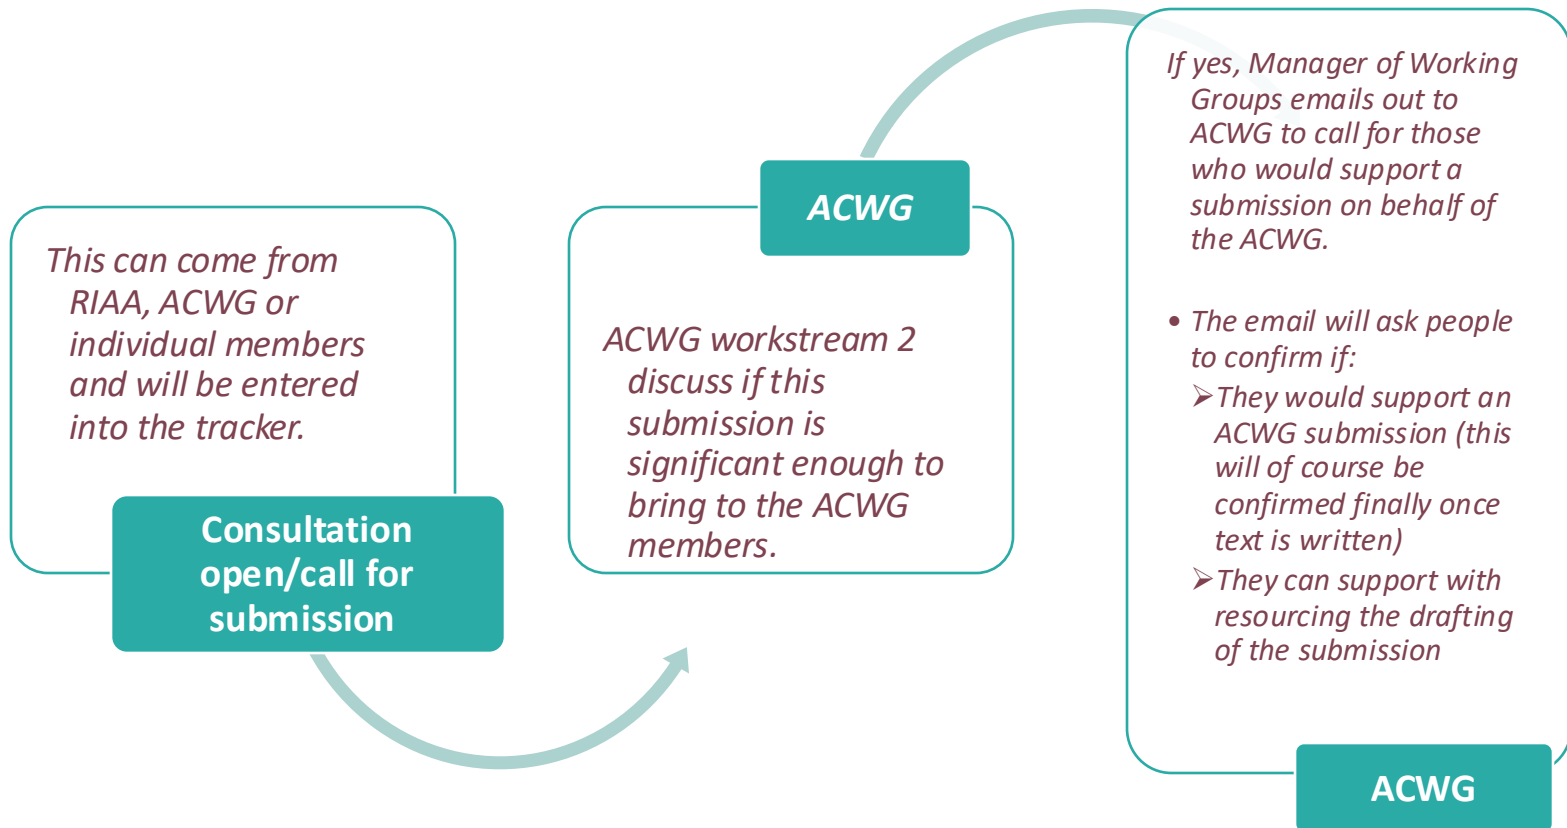 This can come from
RIAA, ACWG or
individual members
and will be entered
into the tracker.
Consultation
open/call for
submission
ACWG
ACWG workstream 2
discuss if this
submission is
significant enough to
bring to the ACWG
members.
If yes, Manager of Working
Groups emails out to
ACWG to call for those
who would support a
submission on behalf of
the ACWG.
• The email will ask people
to confirm if:
➢They would support an
ACWG submission (this
will of course be
confirmed finally once
text is written)
➢They can support with
resourcing the drafting
of the submission
ACWG